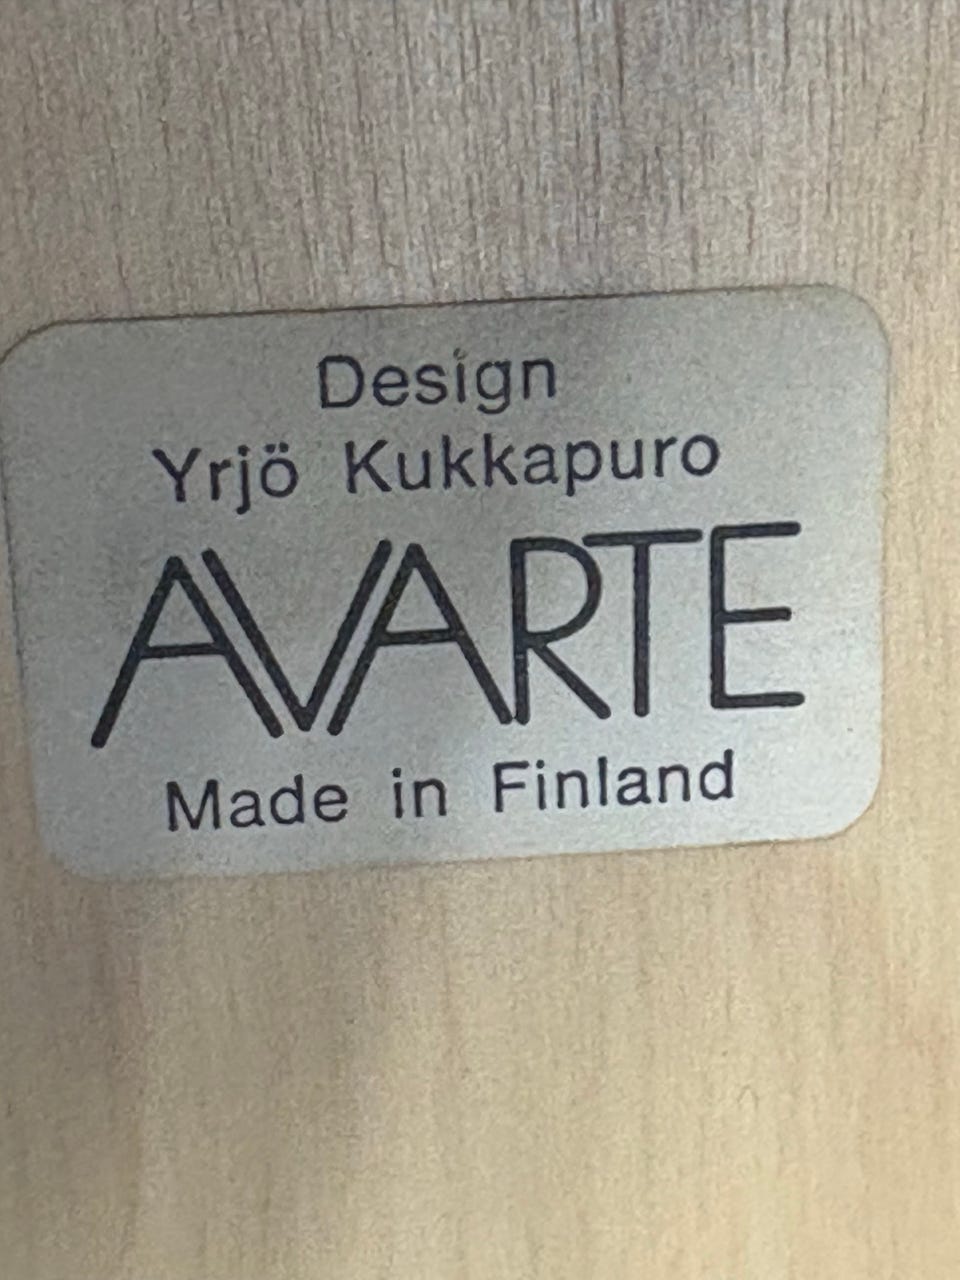 Design
Yrjö Kukkapuro
AVARTE
Made in Finland